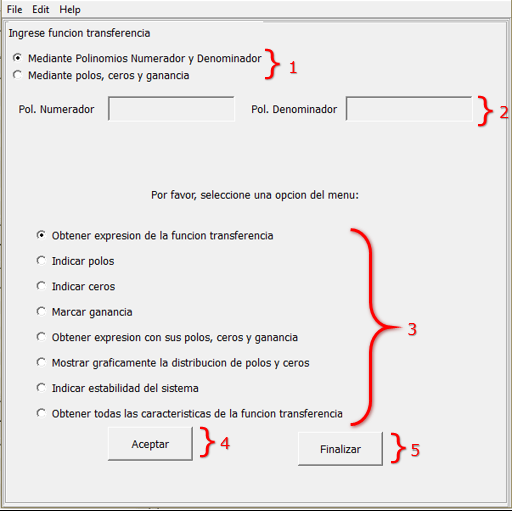 File Edit Help
Ingrese funcion transferencia
Mediante Polinomios Numerador y Denominador
Mediante polos, ceros y ganancia
1
Pol. Numerador Pol. Denominador
2
Por favor, seleccione una opcion del menu:
Obtener expresion de la funcion transferencia
Indicar polos
Indicar ceros
Marcar ganancia
Obtener expresion con sus polos, ceros y ganancia
Mostrar graficamente la distribucion de polos y ceros
Indicar estabilidad del sistema
Obtener todas las caracteristicas de la funcion transferencia
3
Aceptar 4 Finalizar 5